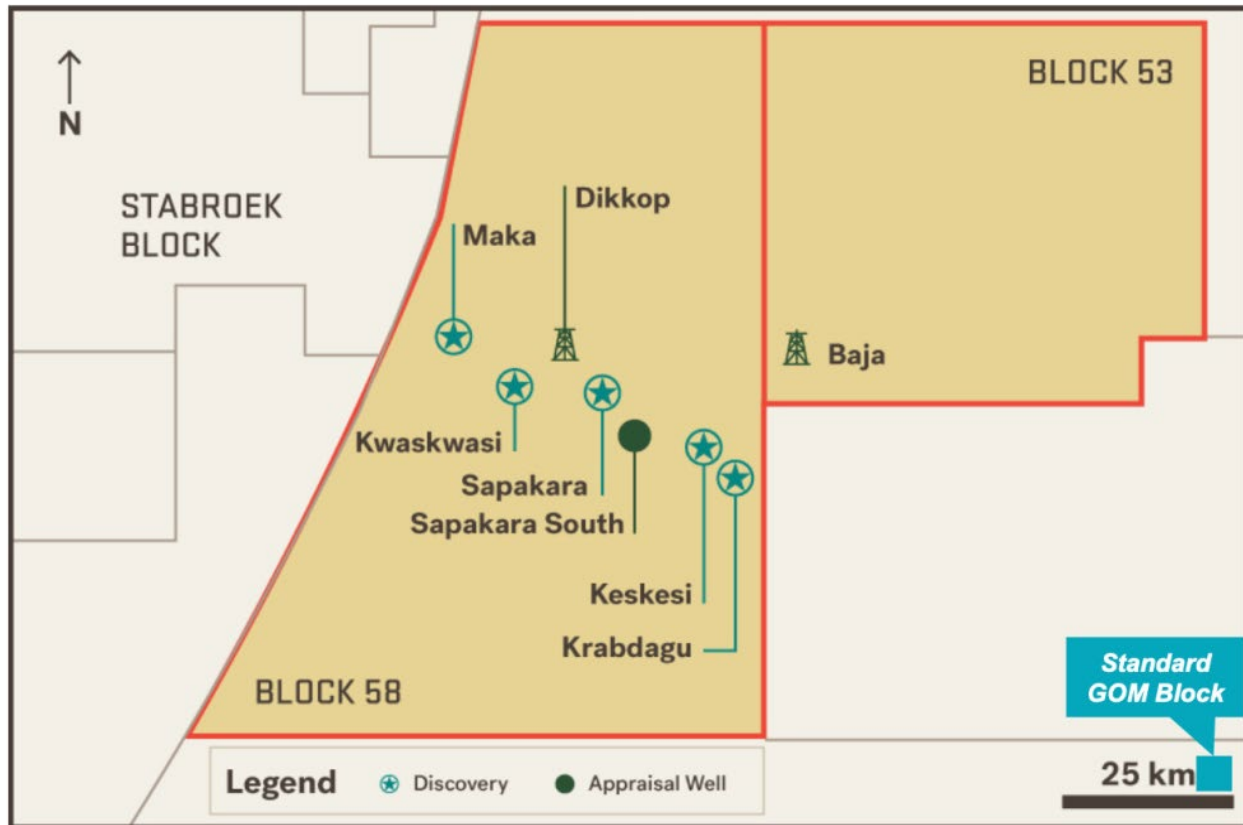 BLOCK 53
N
STABROEK
BLOCK
Dikkop
Maka
Baja
Kwaskwasi
Sapakara
Sapakara South
Keskesi
Krabdagu
BLOCK 58
Standard
GOM Block
Legend
Discovery
Appraisal Well
25 km